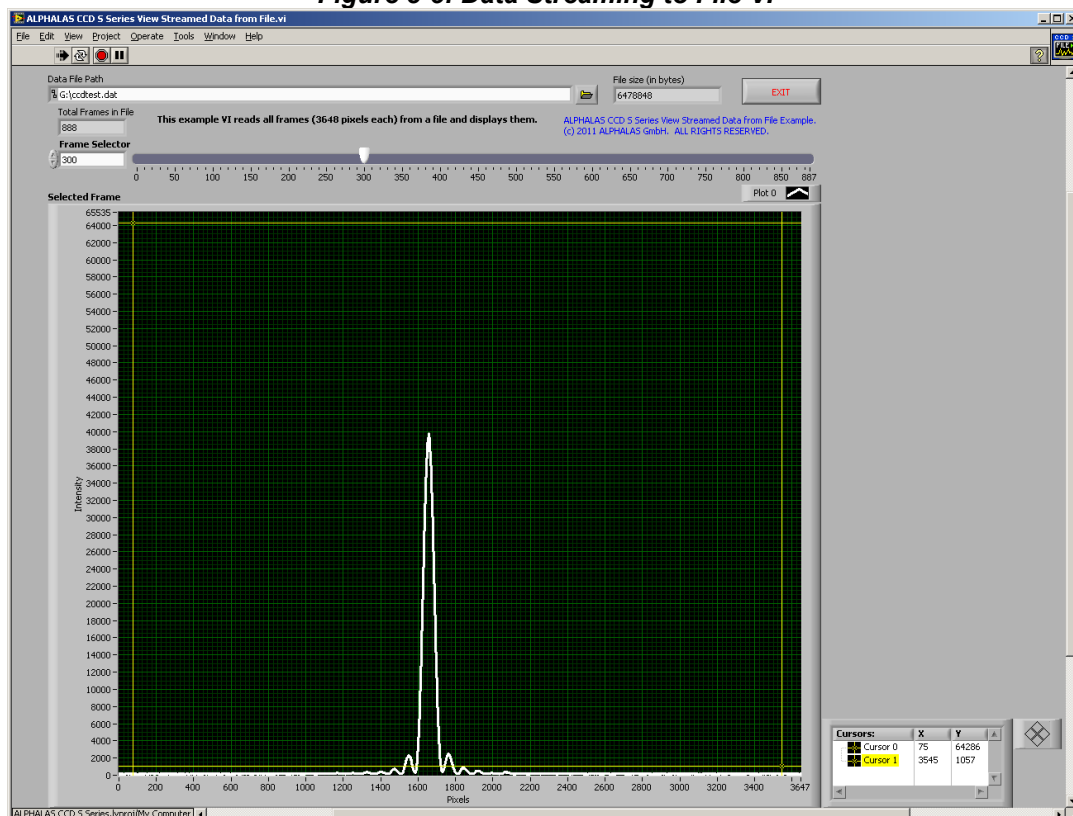 Figure 5-6. Data Streaming to File VI
ALPHALAS CCD S Series View Streamed Data from File.vi
File Edit View Project Operate Tools Window Help
CCD S
FILE
Data File Path
G:\ccdtest.dat
File size (in bytes)
6478848
EXIT
Total Frames in File
888
This example VI reads all frames (3648 pixels each) from a file and displays them.
ALPHALAS CCD S Series View Streamed Data from File Example.
(c) 2011 ALPHALAS GmbH. ALL RIGHTS RESERVED.
Frame Selector
300
0 50 100 150 200 250 300 350 400 450 500 550 600 650 700 750 800 850 887
Selected Frame
Plot 0
65535
64000
62000
60000
58000
56000
54000
52000
50000
48000
46000
44000
42000
40000
38000
36000
34000
32000
30000
28000
26000
24000
22000
20000
18000
16000
14000
12000
10000
8000
6000
4000
2000
0
Intensity
0 200 400 600 800 1000 1200 1400 1600 1800 2000 2200 2400 2600 2800 3000 3200 3400 3647
Pixels
Cursors: X Y
Cursor 0 75 64286
Cursor 1 3545 1057
ALPHALAS CCD S Series.lvproj/My Computer